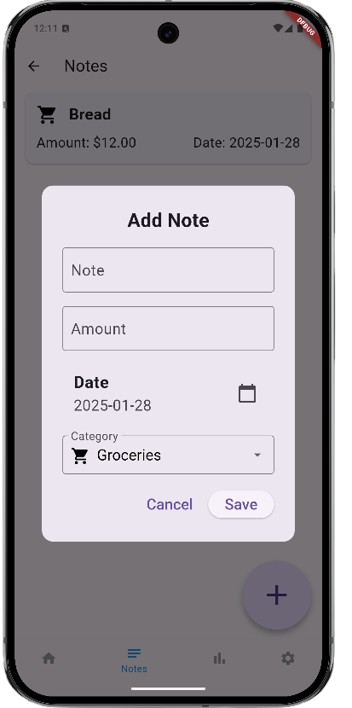 12:11
DEBUG
Notes
Bread
Amount: $12.00 Date: 2025-01-28
Add Note
Note
Amount
Date
2025-01-28
Category
Groceries
Cancel Save
Notes